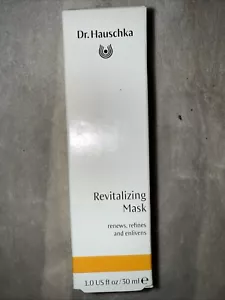 Dr. Hauschka
Revitalizing
Mask
renews, refines
and enlivens
1.0 US fl oz/30 ml e